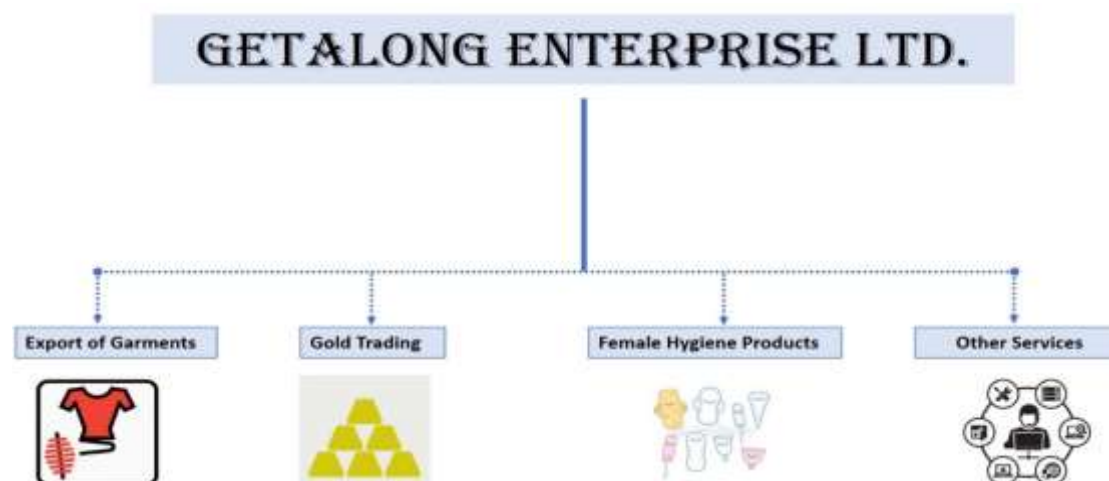 GETALONG ENTERPRISE LTD.
Export of Garments
Gold Trading
Female Hygiene Products
Other Services